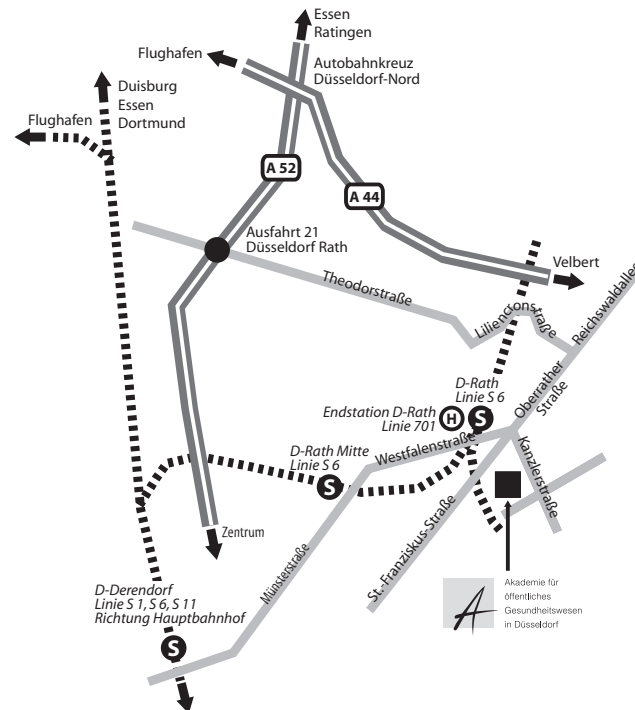 Essen
Ratingen
Flughafen
Autobahnkreuz
Düsseldorf-Nord
Duisburg
Essen
Dortmund
Flughafen
A 52
A 44
Ausfahrt 21
Düsseldorf Rath
Velbert
Theodorstraße
Liliencronstraße
Reichswaldallee
D-Rath
Linie S 6
Oberrather
Straße
Endstation D-Rath
Linie 701
H
S
D-Rath Mitte
Linie S 6
S
Westfalenstraße
Kanzlerstraße
Zentrum
Münsterstraße
St.-Franziskus-Straße
D-Derendorf
Linie S 1, S 6, S 11
Richtung Hauptbahnhof
S
A
Akademie für
öffentliches
Gesundheitswesen
in Düsseldorf